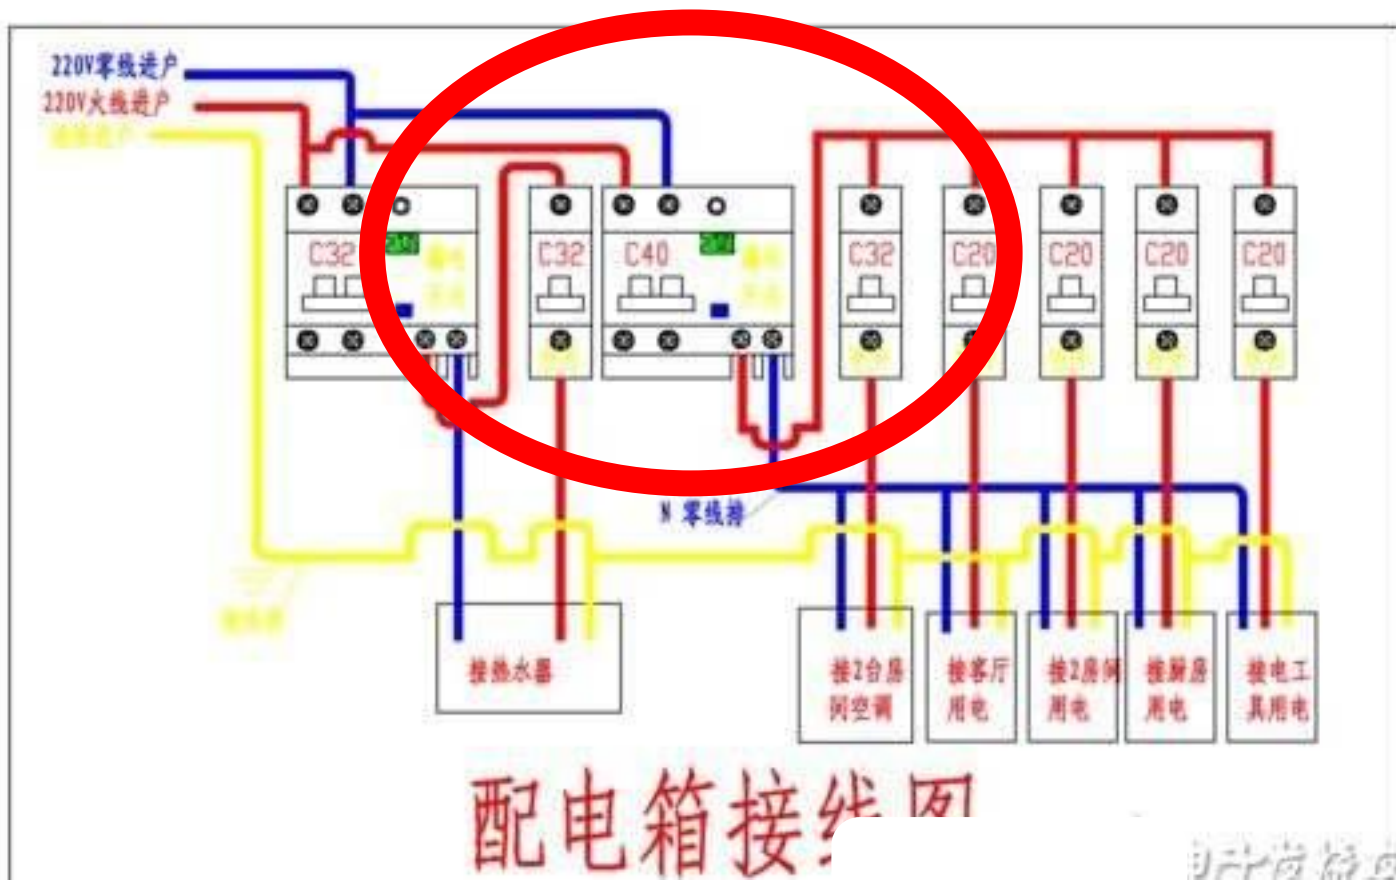 220V零线进户
220V火线进户
C32
C32
C40
C32
C20
C20
C20
C20
N 零线排
接热水器
接2台房
间空调
接客厅
用电
接2房间
用电
接厨房
用电
接电工
具用电
配电箱接线图